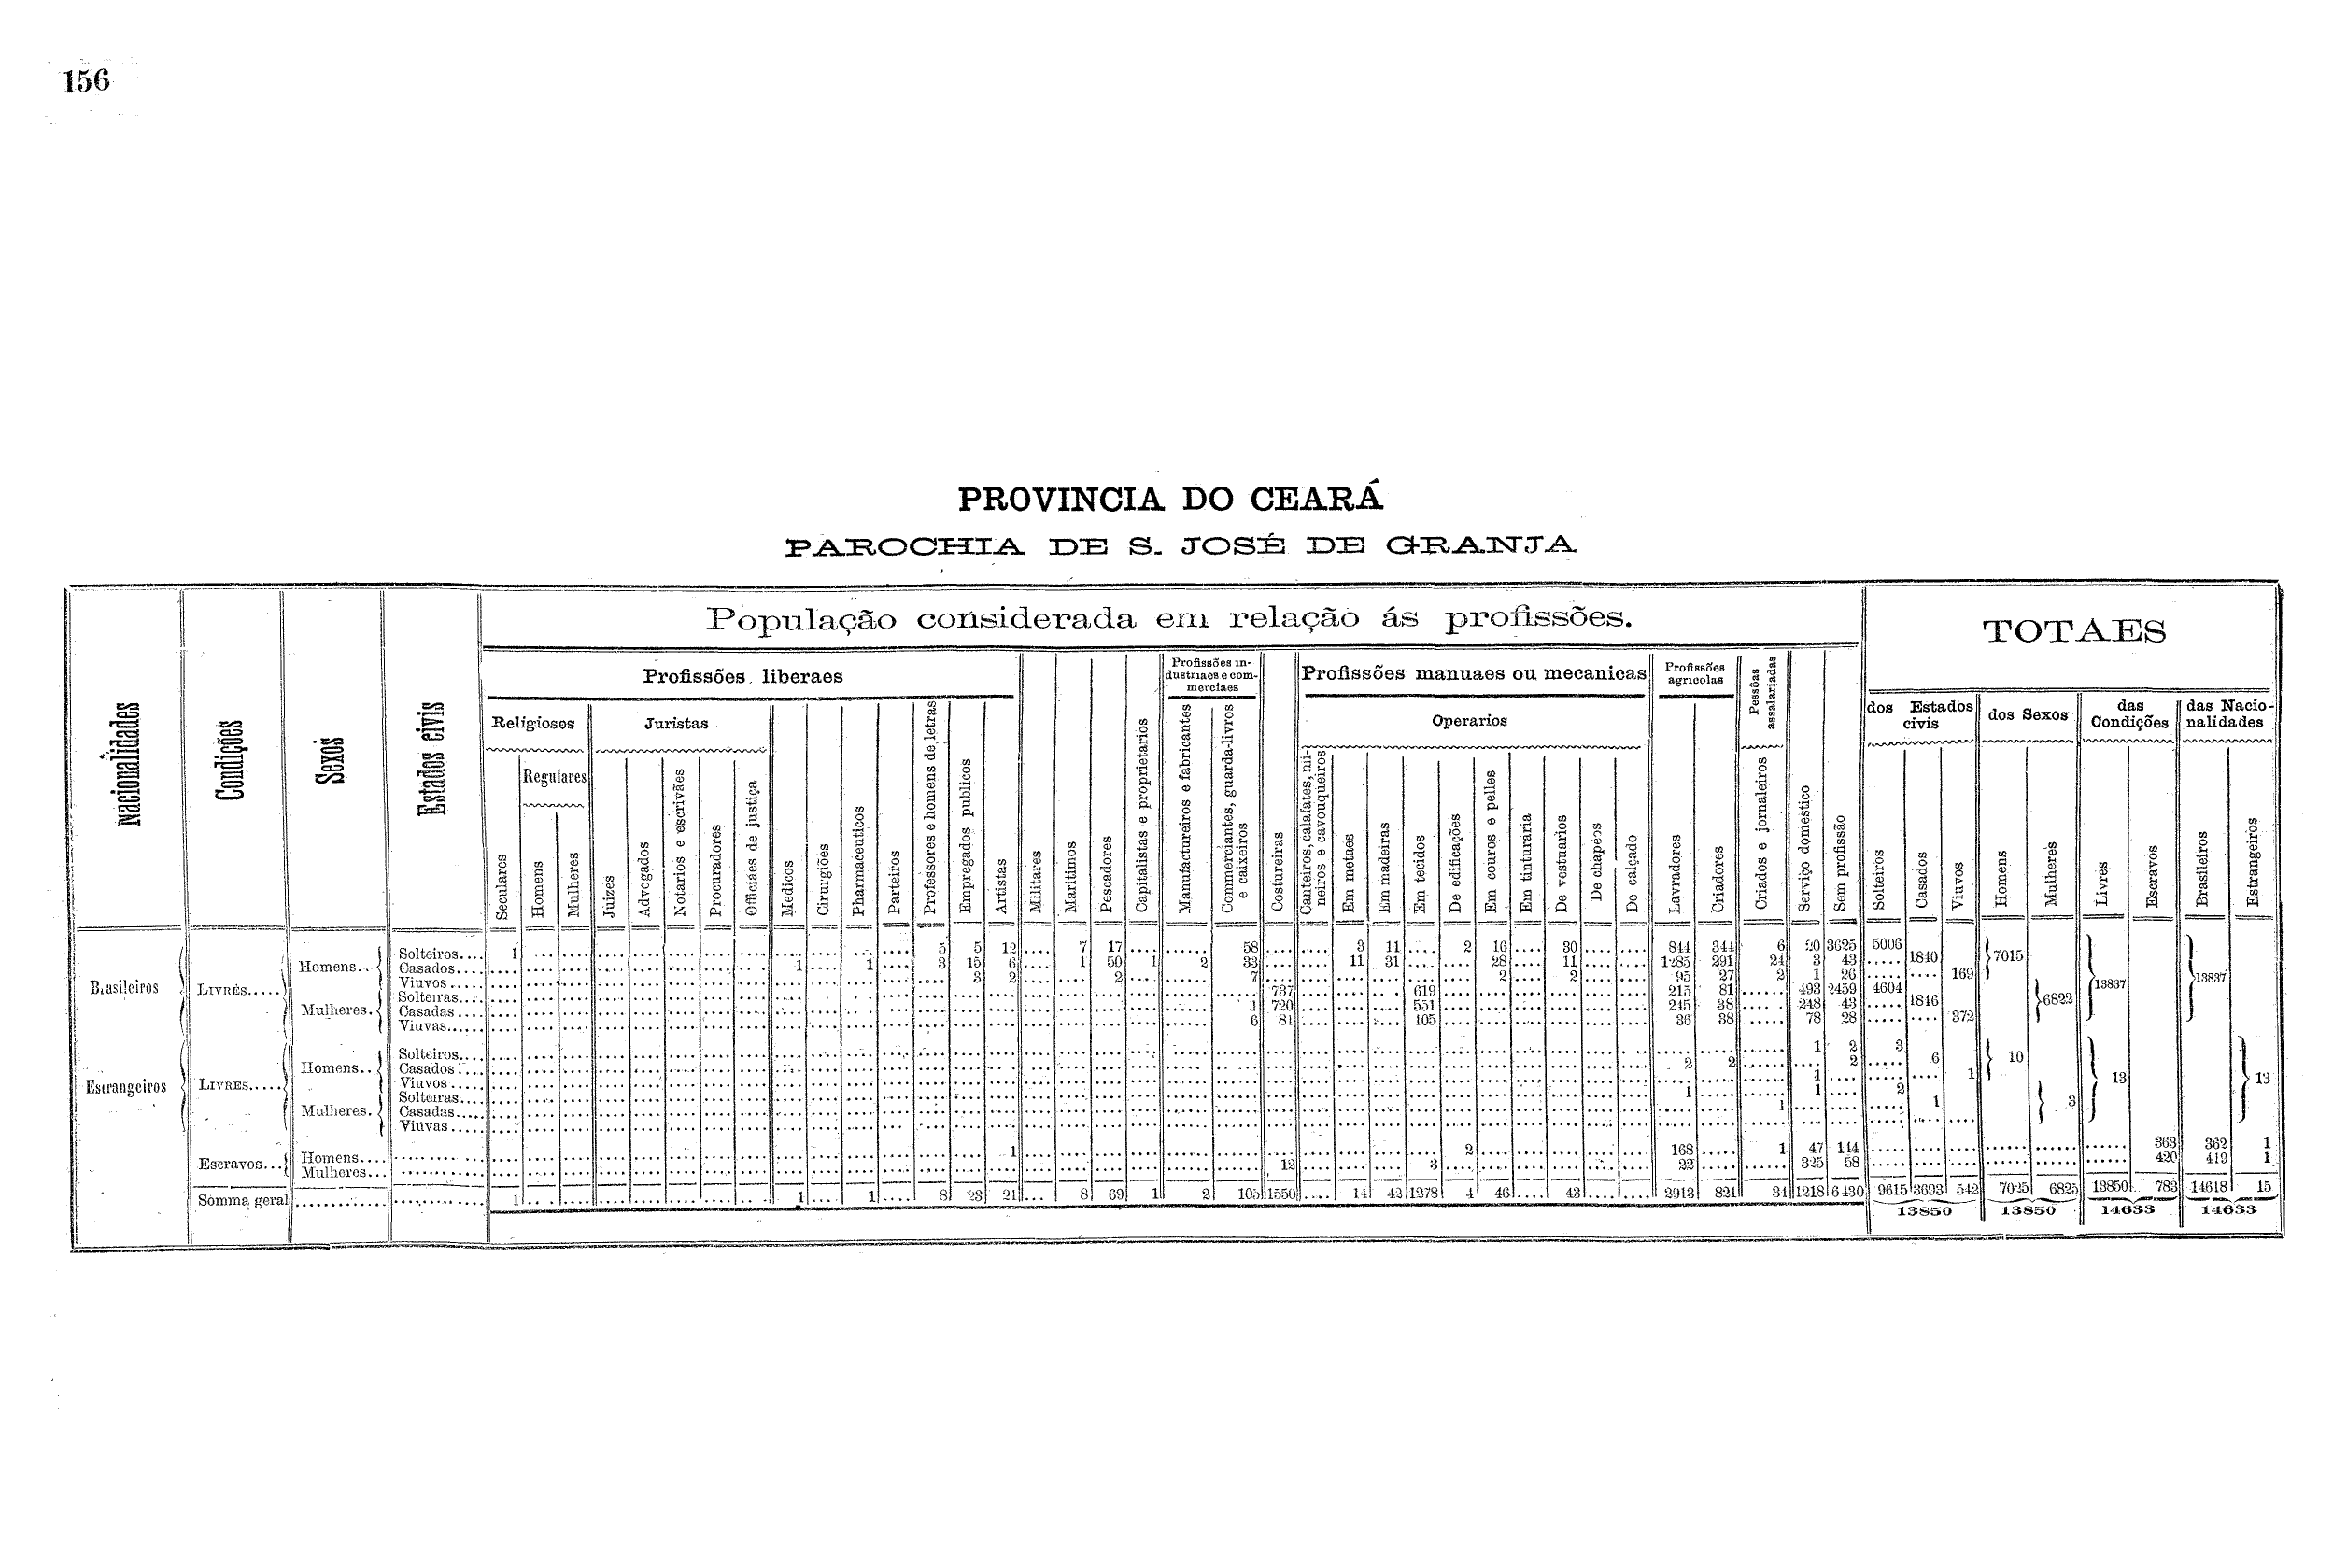 156
PROVINCIA DO CEARÁ
PAROCHIA DE S. JOSÉ DE GRANJA
Nacionalidades
Condições
Sexos
Estados civis
População considerada em relação ás profissões.
TOTAES
Profissões liberaes
Profissões industriaes e commerciaes
Profissões manuaes ou mecanicas
Profissões agricolas
Pessôas assalariadas
dos Estados civis
dos Sexos
das Condições
das Nacionalidades
Religiosos
Juristas
Operarios
Regulares
Seculares
Homens
Mulheres
Juizes
Advogados
Notarios e escrivães
Procuradores
Officiaes de justiça
Medicos
Cirurgiões
Pharmaceuticos
Parteiros
Professores e homens de letras
Empregados publicos
Artistas
Militares
Maritimos
Pescadores
Capitalistas e proprietarios
Manufactureiros e fabricantes
Commerciantes, guarda-livros e caixeiros
Costureiras
Canteiros, calafates, mineiros e cavouqueiros
Em metaes
Em madeiras
Em tecidos
De edificações
Em couros e pelles
Em tinturaria
De vestuarios
De chapéos
De calçado
Lavradores
Criadores
Criados e jornaleiros
Serviço domestico
Sem profissão
Solteiros
Casados
Viuvos
Homens
Mulheres
Livres
Escravos
Brasileiros
Estrangeiros
Brasileiros LIVRES..... Homens.. Solteiros.... 1 5 5 12 7 17 58 3 11 2 16 30 844 344 6 20 3625 5006 7015 13837 13837
Casados.... 1 1 3 15 6 1 50 1 2 33 11 31 28 11 1285 291 24 3 43 1840
Viuvos..... 3 2 2 7 2 2 95 27 2 1 26 169
Mulheres. Solteiras.... 737 619 215 81 493 2459 4604 6822
Casadas.... 1 720 551 245 38 248 43 1846
Viuvas...... 6 81 105 36 38 78 28 372
Estrangeiros LIVRES..... Homens.. Solteiros.... 1 2 3 10 13 13
Casados.... 2 2 2 6
Viuvos..... 1 1
Mulheres. Solteiras.... 1 1 2 3
Casadas.... 1 1
Viuvas.....
Escravos... Homens.... 1 2 168 1 47 114 363 362 1
Mulheres... 12 3 22 325 58 420 419 1
Somma geral 1 1 1 8 23 21 8 69 1 2 105 1550 14 42 1278 4 46 43 2913 821 34 1218 6430 9615 3693 542 7025 6825 13850 783 14618 15
13850 13850 14633 14633